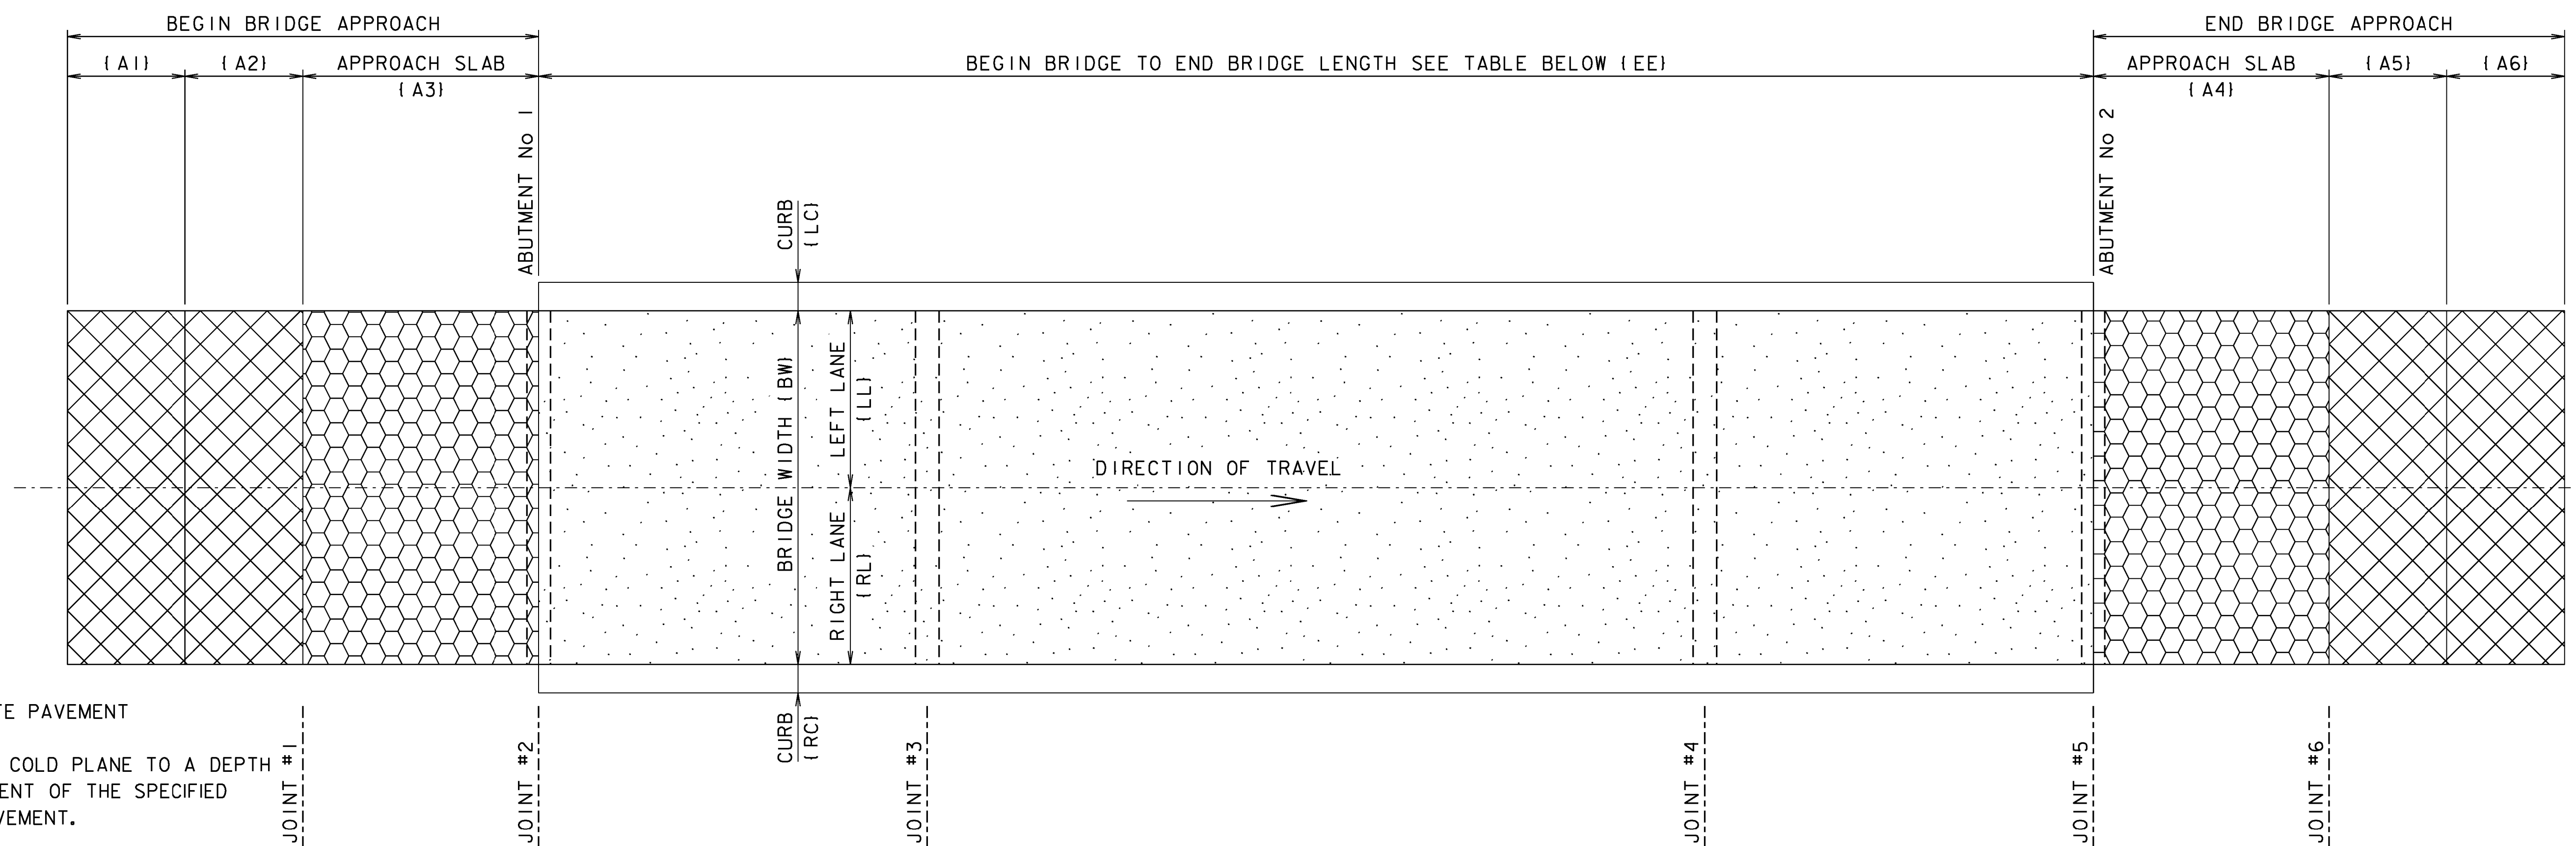 BEGIN BRIDGE APPROACH
END BRIDGE APPROACH
{A1}
{A2}
APPROACH SLAB
{A3}
BEGIN BRIDGE TO END BRIDGE LENGTH SEE TABLE BELOW {EE}
APPROACH SLAB
{A4}
{A5}
{A6}
ABUTMENT No 1
ABUTMENT No 2
CURB
{LC}
BRIDGE WIDTH {BW}
LEFT LANE
{LL}
RIGHT LANE
{RL}
DIRECTION OF TRAVEL
CURB
{RC}
TE PAVEMENT
COLD PLANE TO A DEPTH
ENT OF THE SPECIFIED
VEMENT.
JOINT #1
JOINT #2
JOINT #3
JOINT #4
JOINT #5
JOINT #6